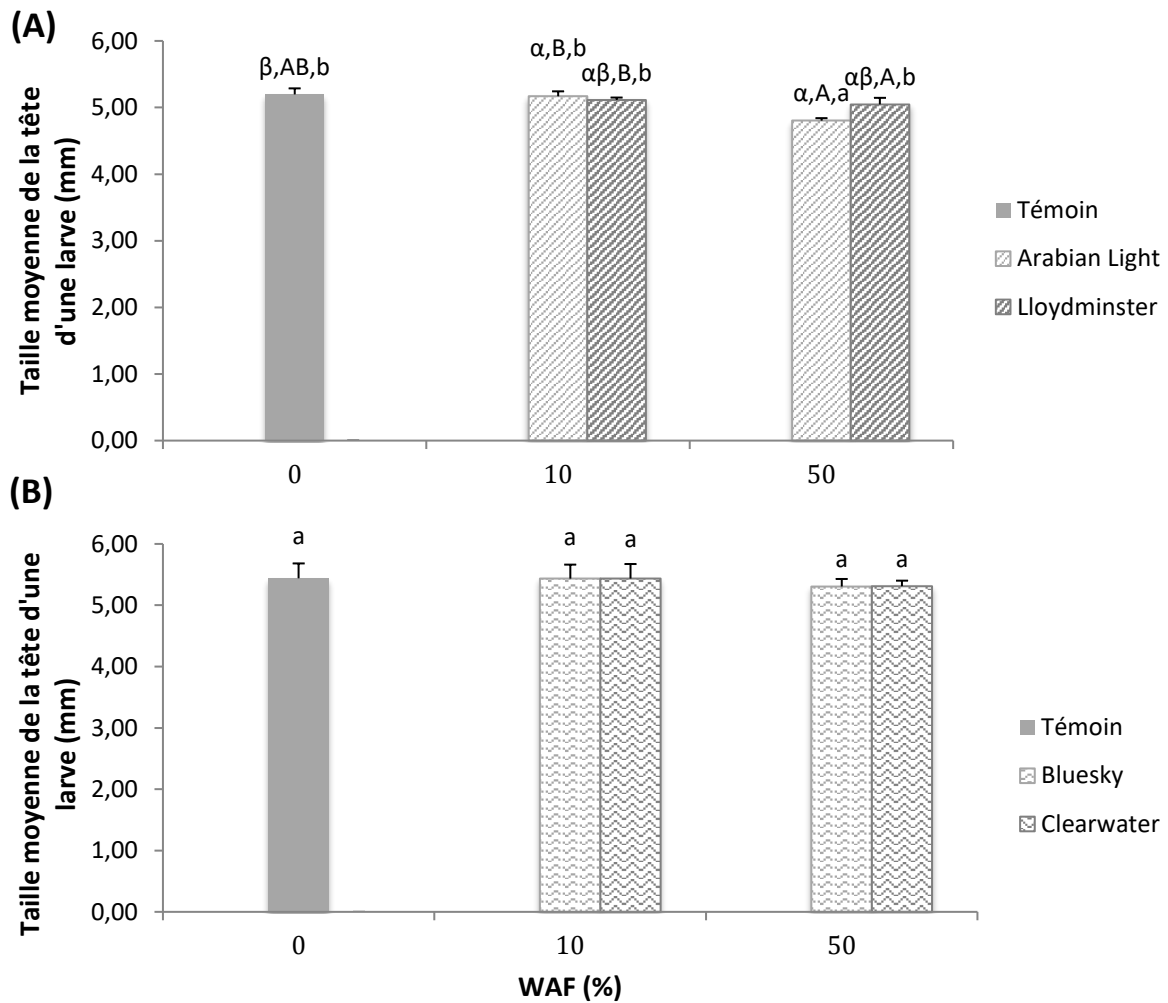 (A)
Taille moyenne de la tête
d'une larve (mm)
6,00
5,00
4,00
3,00
2,00
1,00
0,00
β,AB,b
α,B,b
αβ,B,b
α,A,a
αβ,A,b
0
10
50
Témoin
Arabian Light
Lloydminster
(B)
Taille moyenne de la tête d'une
larve (mm)
6,00
5,00
4,00
3,00
2,00
1,00
0,00
a
a
a
a
a
0
10
50
WAF (%)
Témoin
Bluesky
Clearwater